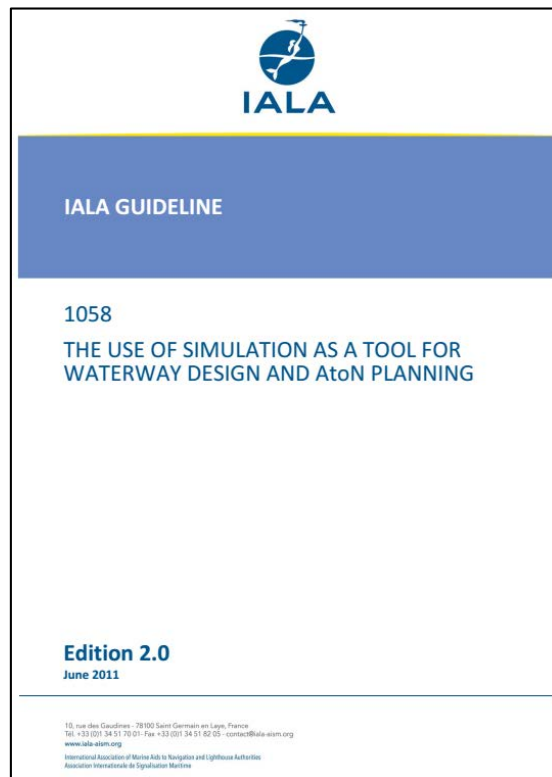 IALA
IALA GUIDELINE
1058
THE USE OF SIMULATION AS A TOOL FOR
WATERWAY DESIGN AND AtoN PLANNING
Edition 2.0
June 2011
10, rue des Gaudines - 78100 Saint Germain en Laye, France
Tél. +33 (0)1 34 51 70 01- Fax +33 (0)1 34 51 82 05 - contact@iala-aism.org
www.iala-aism.org
International Association of Marine Aids to Navigation and Lighthouse Authorities
Association Internationale de Signalisation Maritime